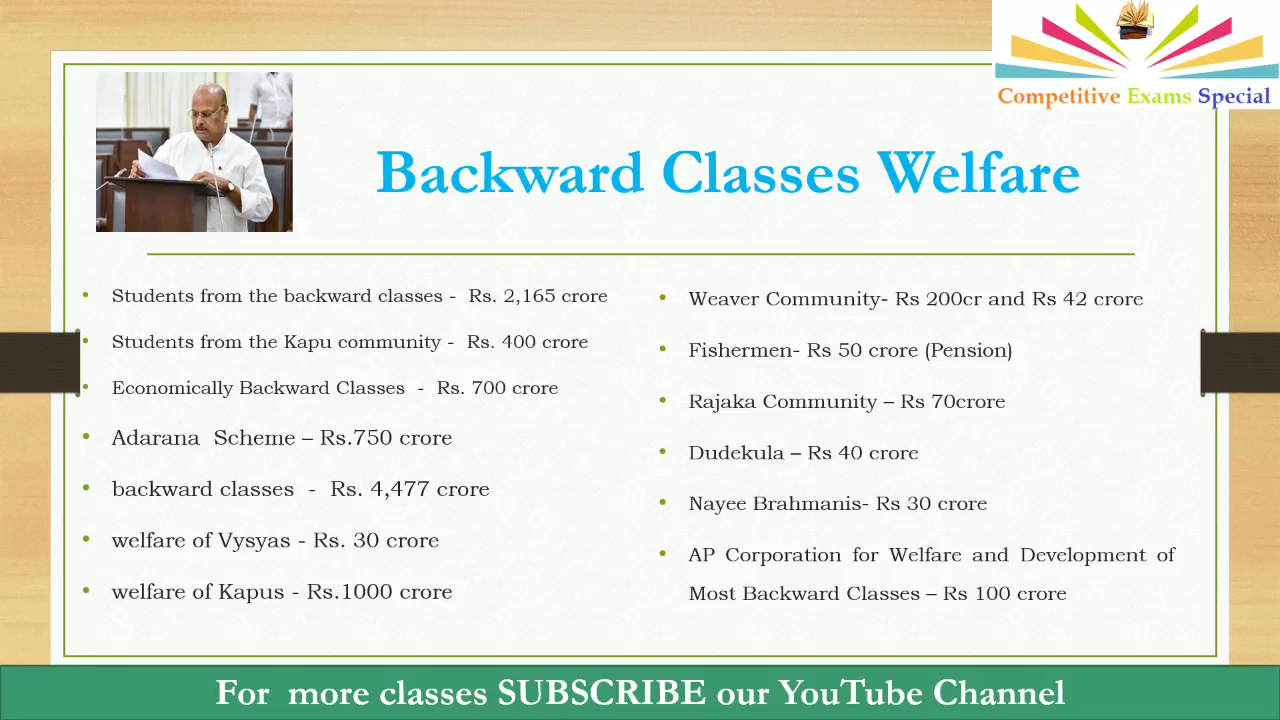 Competitive Exams Special
Backward Classes Welfare
• Students from the backward classes - Rs. 2,165 crore
• Students from the Kapu community - Rs. 400 crore
• Economically Backward Classes - Rs. 700 crore
• Adarana Scheme – Rs.750 crore
• backward classes - Rs. 4,477 crore
• welfare of Vysyas - Rs. 30 crore
• welfare of Kapus - Rs.1000 crore
• Weaver Community- Rs 200cr and Rs 42 crore
• Fishermen- Rs 50 crore (Pension)
• Rajaka Community – Rs 70crore
• Dudekula – Rs 40 crore
• Nayee Brahmanis- Rs 30 crore
• AP Corporation for Welfare and Development of
Most Backward Classes – Rs 100 crore
For more classes SUBSCRIBE our YouTube Channel